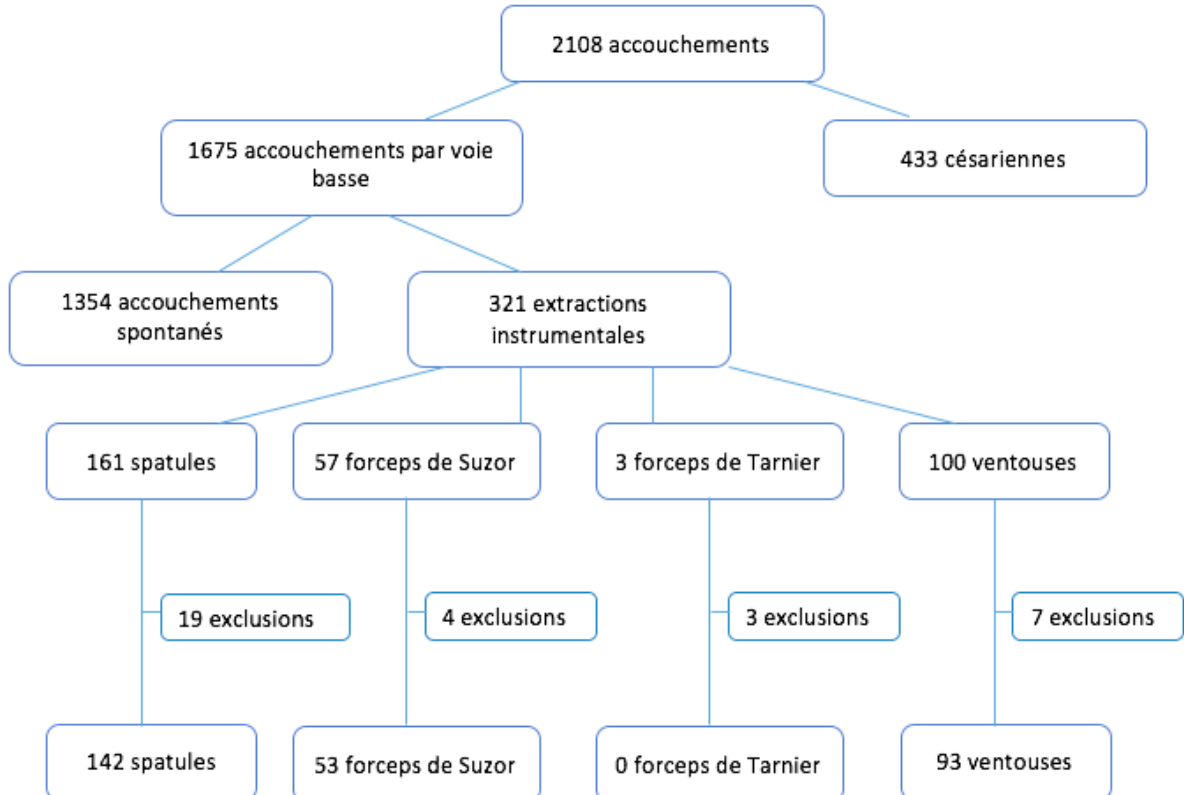 2108 accouchements
1675 accouchements par voie
basse
433 césariennes
1354 accouchements
spontanés
321 extractions
instrumentales
161 spatules
57 forceps de Suzor
3 forceps de Tarnier
100 ventouses
19 exclusions
4 exclusions
3 exclusions
7 exclusions
142 spatules
53 forceps de Suzor
0 forceps de Tarnier
93 ventouses